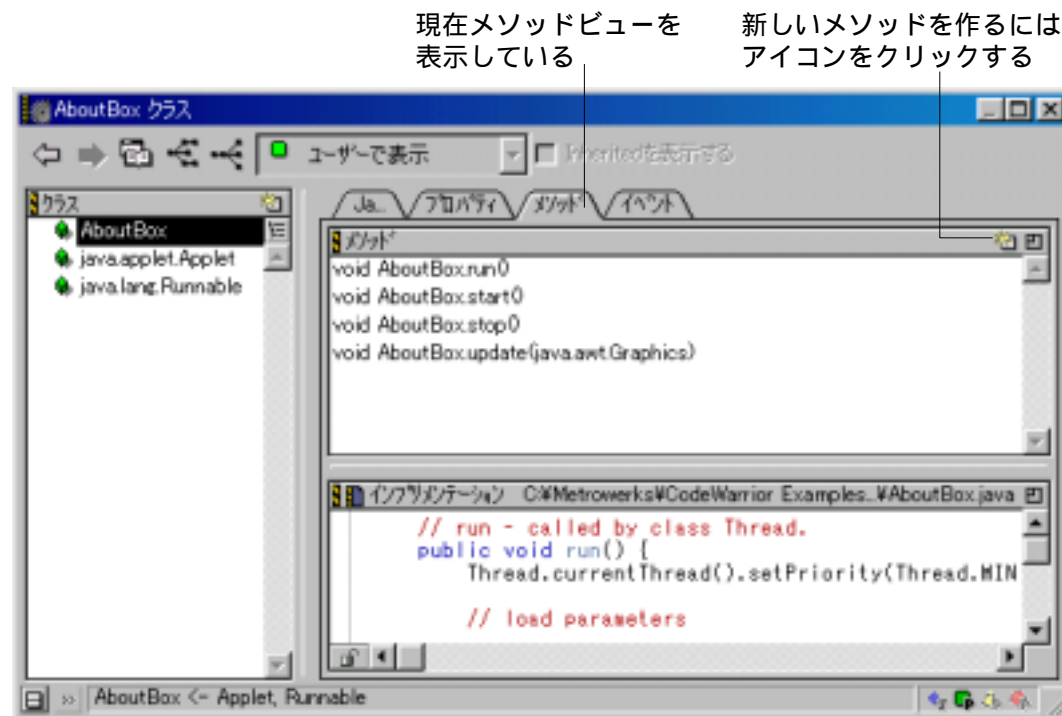 現在メソッドビューを
表示している
新しいメソッドを作るには
アイコンをクリックする
AboutBox クラス
ユーザーで表示
Inheritedを表示する
クラス
AboutBox
java.applet.Applet
java.lang.Runnable
Ja...
プロパティ
メソッド
イベント
メソッド
void AboutBox.run()
void AboutBox.start()
void AboutBox.stop()
void AboutBox.update(java.awt.Graphics)
インプリメンテーション C:¥Metrowerks¥CodeWarrior Examples...¥AboutBox.java
// run - called by class Thread.
public void run() {
Thread.currentThread().setPriority(Thread.MIN
// load parameters
AboutBox <- Applet, Runnable